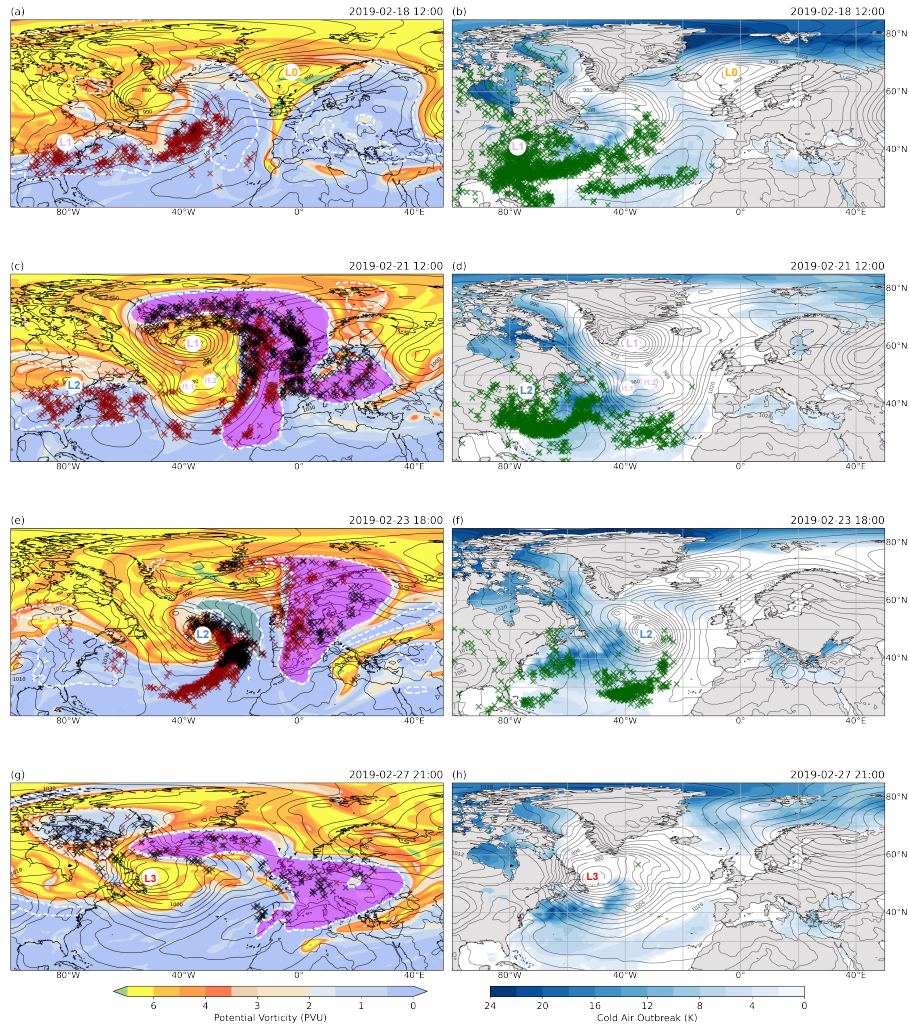 (a) 2019-02-18 12:00
(b) 2019-02-18 12:00
L0
L1
80°W 40°W 0° 40°E
L0
L1
80°N
60°N
40°N
80°W 40°W 0° 40°E
(c) 2019-02-21 12:00
(d) 2019-02-21 12:00
L1
L2
l1.1
l1.2
80°W 40°W 0° 40°E
L1
L2
l1.1
l1.2
80°N
60°N
40°N
80°W 40°W 0° 40°E
(e) 2019-02-23 18:00
(f) 2019-02-23 18:00
L2
80°W 40°W 0° 40°E
L2
80°N
60°N
40°N
80°W 40°W 0° 40°E
(g) 2019-02-27 21:00
(h) 2019-02-27 21:00
L3
80°W 40°W 0° 40°E
L3
80°N
60°N
40°N
80°W 40°W 0° 40°E
6 5 4 3 2 1 0
Potential Vorticity (PVU)
24 20 16 12 8 4 0
Cold Air Outbreak (K)